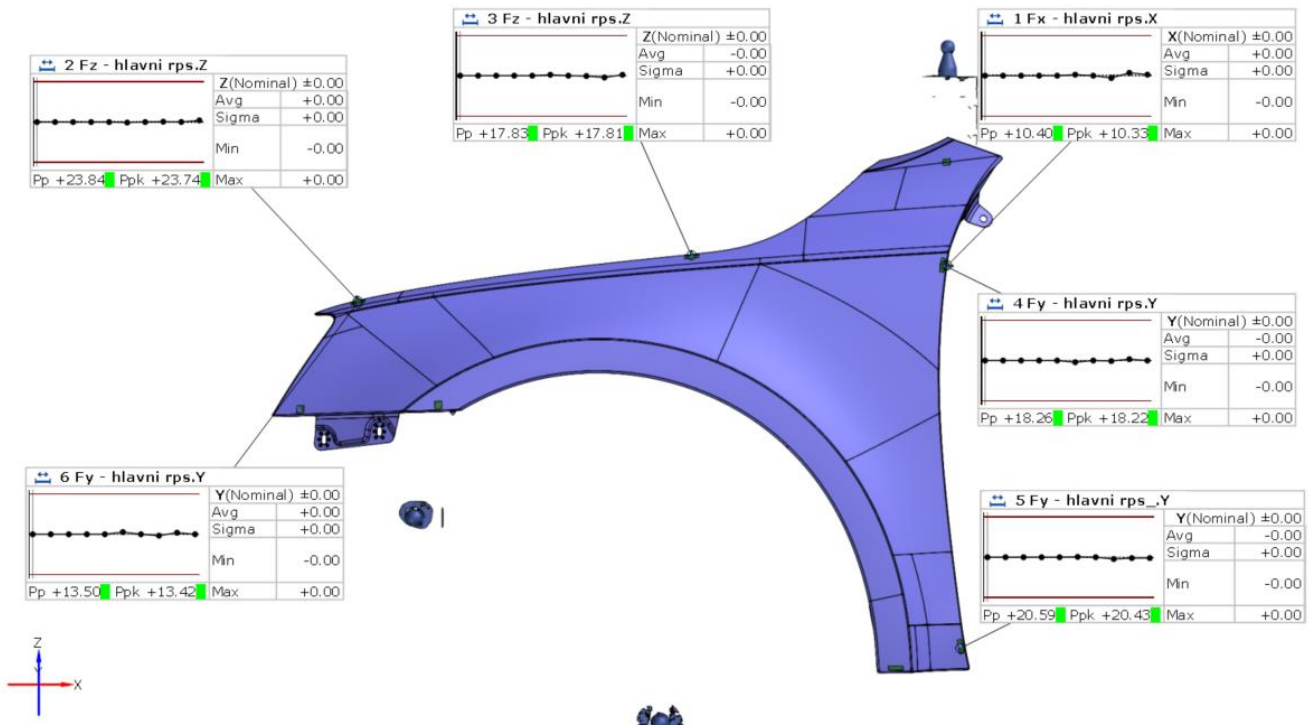 3 Fz - hlavni rps.Z
Z(Nominal) ±0.00
Avg -0.00
Sigma +0.00
Min -0.00
Pp +17.83 Ppk +17.81 Max +0.00
1 Fx - hlavni rps.X
X(Nominal) ±0.00
Avg +0.00
Sigma +0.00
Min -0.00
Pp +10.40 Ppk +10.33 Max +0.00
2 Fz - hlavni rps.Z
Z(Nominal) ±0.00
Avg +0.00
Sigma +0.00
Min -0.00
Pp +23.84 Ppk +23.74 Max +0.00
4 Fy - hlavni rps.Y
Y(Nominal) ±0.00
Avg -0.00
Sigma +0.00
Min -0.00
Pp +18.26 Ppk +18.22 Max +0.00
6 Fy - hlavni rps.Y
Y(Nominal) ±0.00
Avg +0.00
Sigma +0.00
Min -0.00
Pp +13.50 Ppk +13.42 Max +0.00
5 Fy - hlavni rps_.Y
Y(Nominal) ±0.00
Avg -0.00
Sigma +0.00
Min -0.00
Pp +20.59 Ppk +20.43 Max +0.00
Z
Y
X